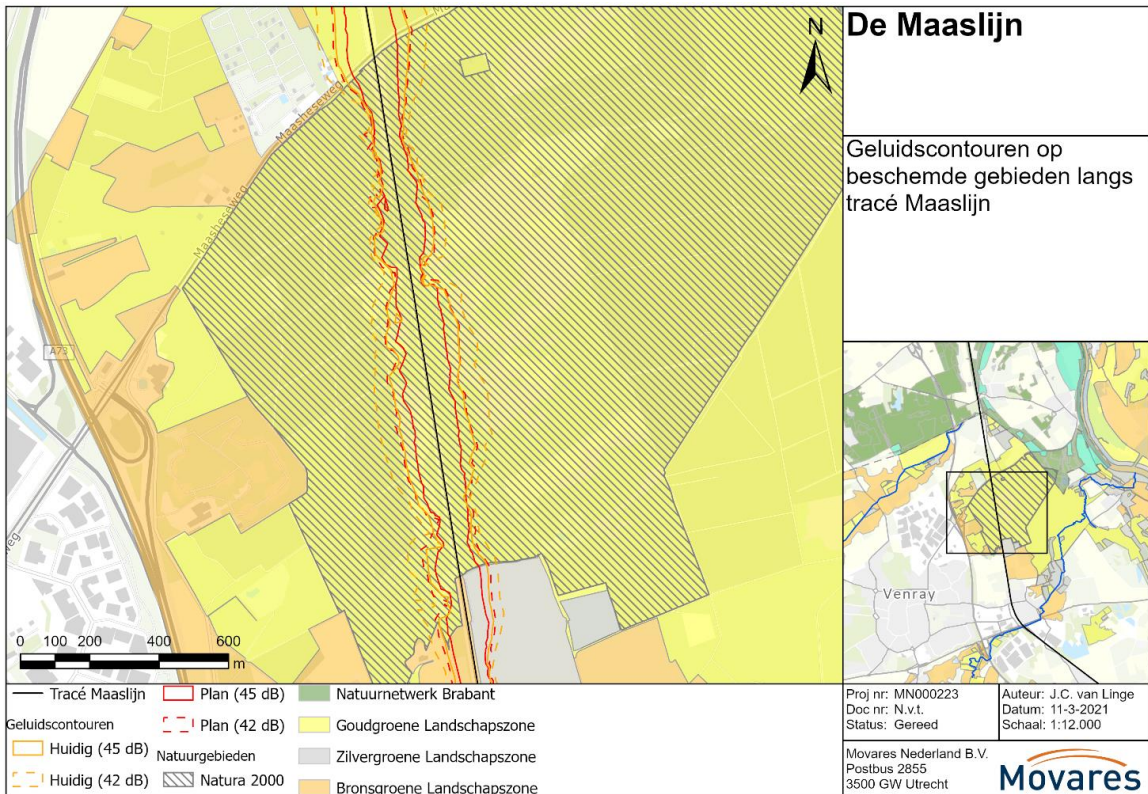 De Maaslijn
N
Geluidscontouren op
beschemde gebieden langs
tracé Maaslijn
Maasheseweg
Maasheseweg
A73
weg
Venray
0 100 200 400 600
m
Tracé Maaslijn
Geluidscontouren
Huidig (45 dB)
Huidig (42 dB)
Plan (45 dB)
Plan (42 dB)
Natuurgebieden
Natura 2000
Natuurnetwerk Brabant
Goudgroene Landschapszone
Zilvergroene Landschapszone
Bronsgroene Landschapszone
Proj nr: MN000223
Doc nr: N.v.t.
Status: Gereed
Auteur: J.C. van Linge
Datum: 11-3-2021
Schaal: 1:12.000
Movares Nederland B.V.
Postbus 2855
3500 GW Utrecht
Movares